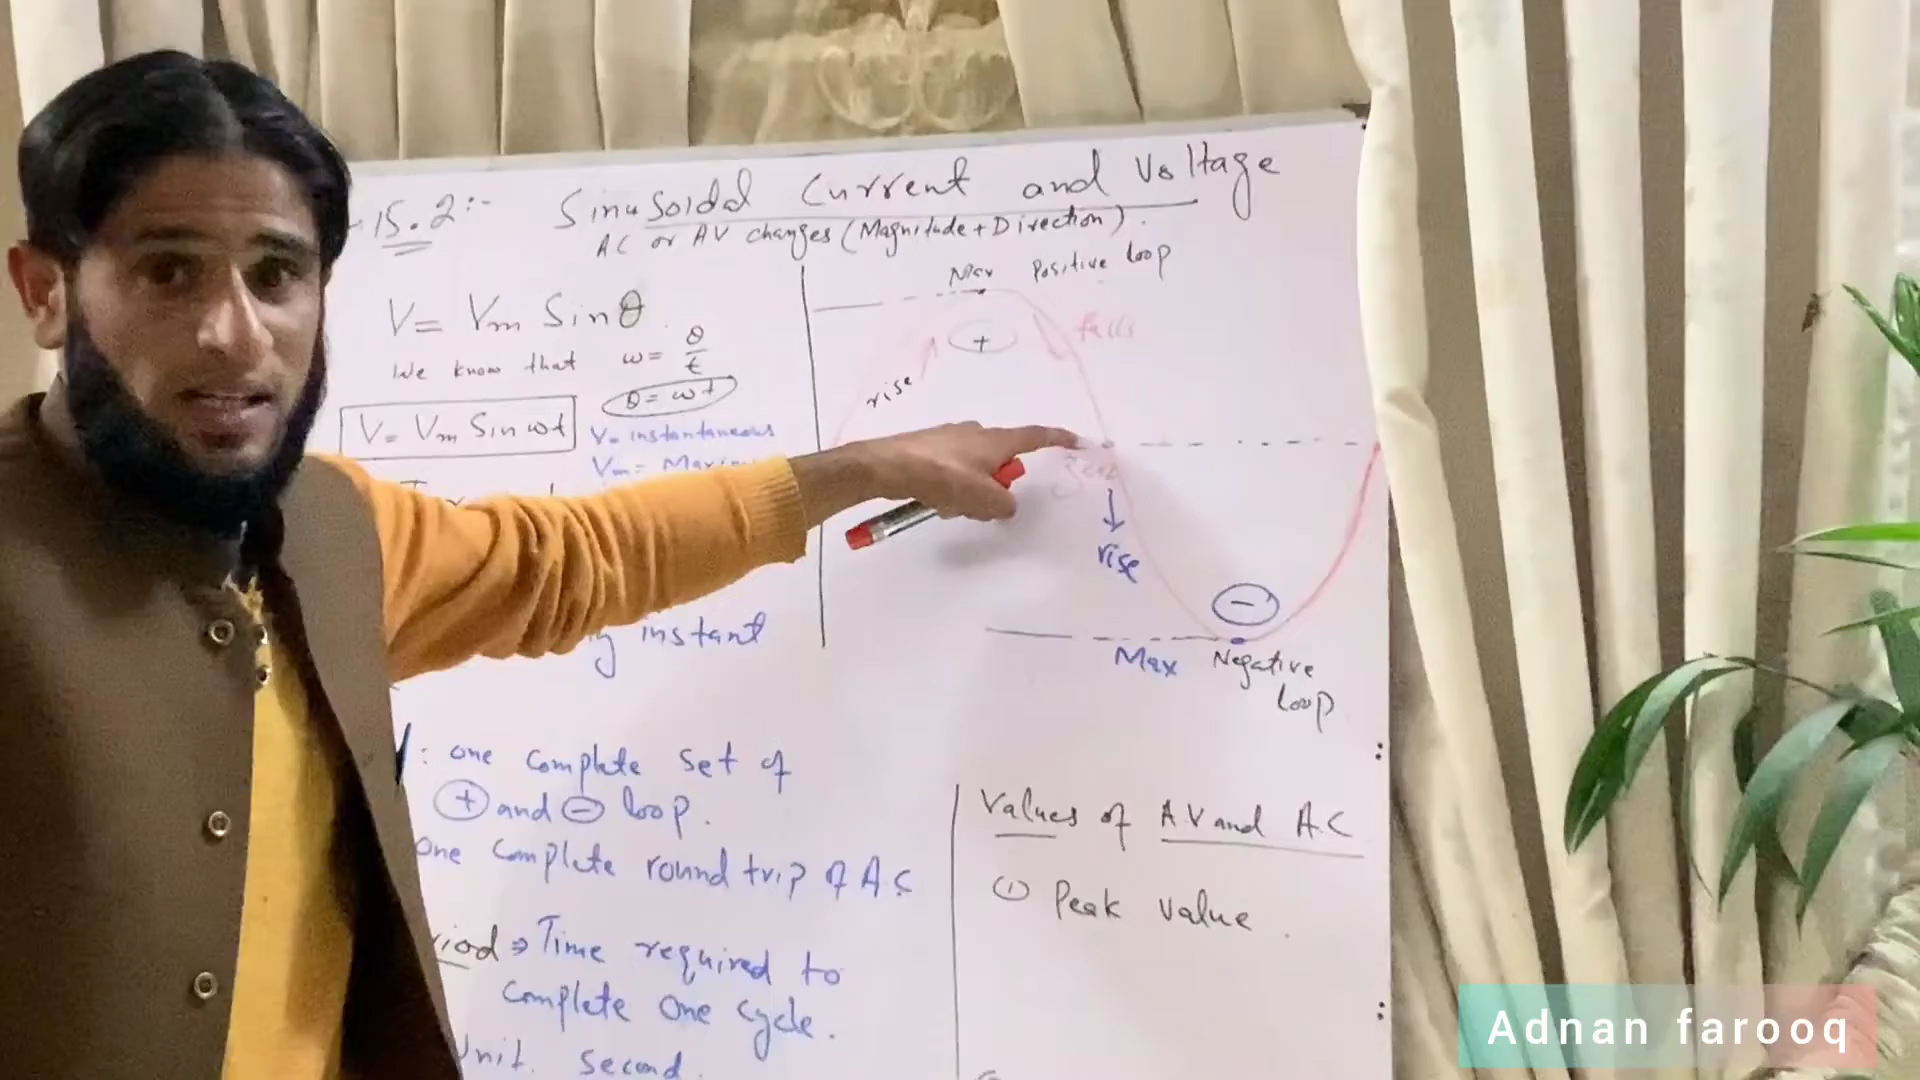 15.2:- Sinusoidal Current and Voltage
AC or AV changes (Magnitude + Direction).
V = Vm Sinθ
We know that ω = θ/t
θ = ωt
V = Vm Sin ωt
V = instantaneous
Vm =
instant
: one complete set of
+ and - loop.
One complete round trip of AC
⇒ Time required to
complete one cycle.
Unit. second.
Max Positive loop
+
falls
rise
rise
-
Max Negative
loop
Values of AV and AC
① Peak value
Adnan farooq